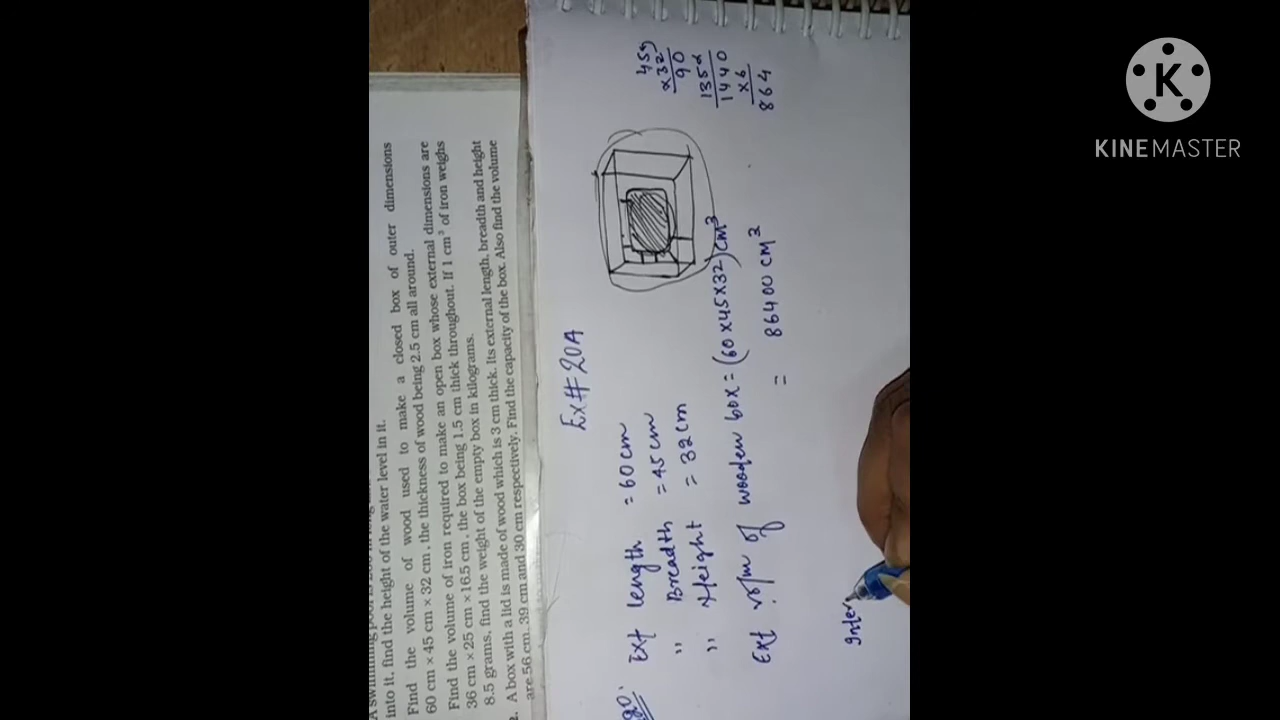 into it, find the height of the water level in it.
Find the volume of wood used to make a closed box of outer dimensions
60 cm × 45 cm × 32 cm, the thickness of wood being 2.5 cm all around.
Find the volume of iron required to make an open box whose external dimensions are
36 cm × 25 cm × 16.5 cm, the box being 1.5 cm thick throughout. If 1 cm³ of iron weighs
8.5 grams, find the weight of the empty box in kilograms.
A box with a lid is made of wood which is 3 cm thick. Its external length, breadth and height
are 56 cm, 39 cm and 30 cm respectively. Find the capacity of the box. Also find the volume
Ex# 20A
Ext length = 60cm
" Breadth = 45 cm
" Height = 32 cm
Ext. volm of wooden box = (60 x 45 x 32) cm³
= 86400 cm³
Inter
45
x 32
90
135x
1440
x 6
864
K
KINEMASTER